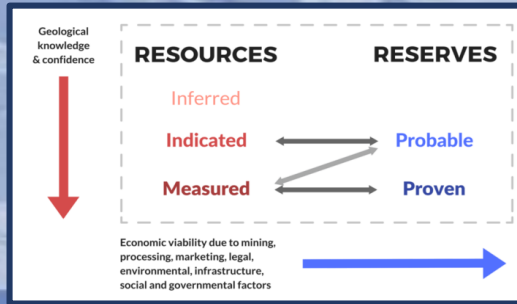 Geological
knowledge
& confidence
RESOURCES
RESERVES
Inferred
Indicated
Probable
Measured
Proven
Economic viability due to mining,
processing, marketing, legal,
environmental, infrastructure,
social and governmental factors